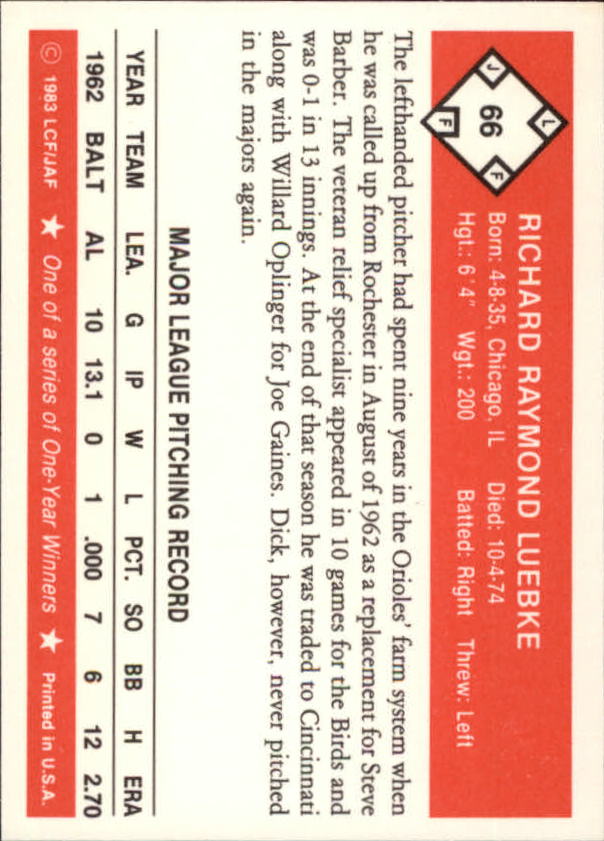 L
J 66 F
F
RICHARD RAYMOND LUEBKE
Born: 4-8-35, Chicago, IL Died: 10-4-74
Hgt.: 6'4" Wgt.: 200 Batted: Right Threw: Left
The lefthanded pitcher had spent nine years in the Orioles' farm system when
he was called up from Rochester in August of 1962 as a replacement for Steve
Barber. The veteran relief specialist appeared in 10 games for the Birds and
was 0-1 in 13 innings. At the end of that season he was traded to Cincinnati
along with Willard Oplinger for Joe Gaines. Dick, however, never pitched
in the majors again.
MAJOR LEAGUE PITCHING RECORD
YEAR TEAM LEA. G IP W L PCT. SO BB H ERA
1962 BALT AL 10 13.1 0 1 .000 7 6 12 2.70
© 1983 LCF/JAF ★ One of a series of One-Year Winners ★ Printed in U.S.A.